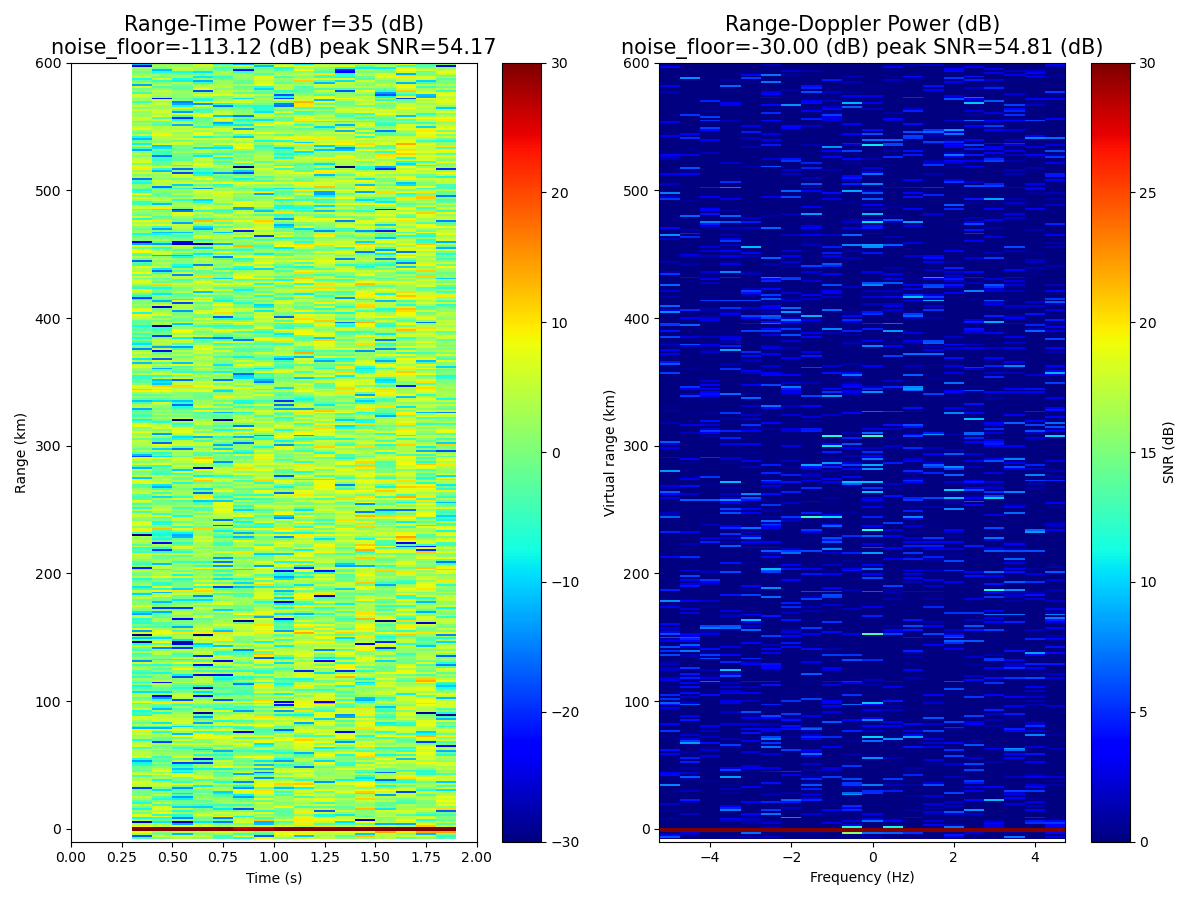 Range-Time Power f=35 (dB)
noise_floor=-113.12 (dB) peak SNR=54.17
Range-Doppler Power (dB)
noise_floor=-30.00 (dB) peak SNR=54.81 (dB)
Range (km)
600
500
400
300
200
100
0
0.00 0.25 0.50 0.75 1.00 1.25 1.50 1.75 2.00
Time (s)
30
20
10
0
−10
−20
−30
Virtual range (km)
600
500
400
300
200
100
0
−4 −2 0 2 4
Frequency (Hz)
30
25
20
15
10
5
0
SNR (dB)